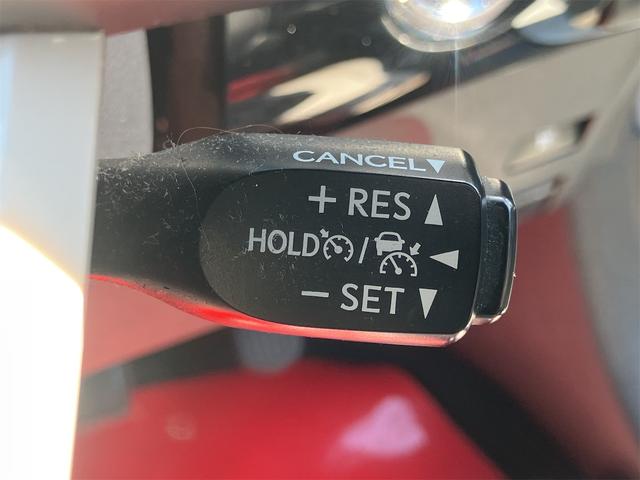 CANCEL▼
+ RES ▲
HOLD / ◀
− SET ▼